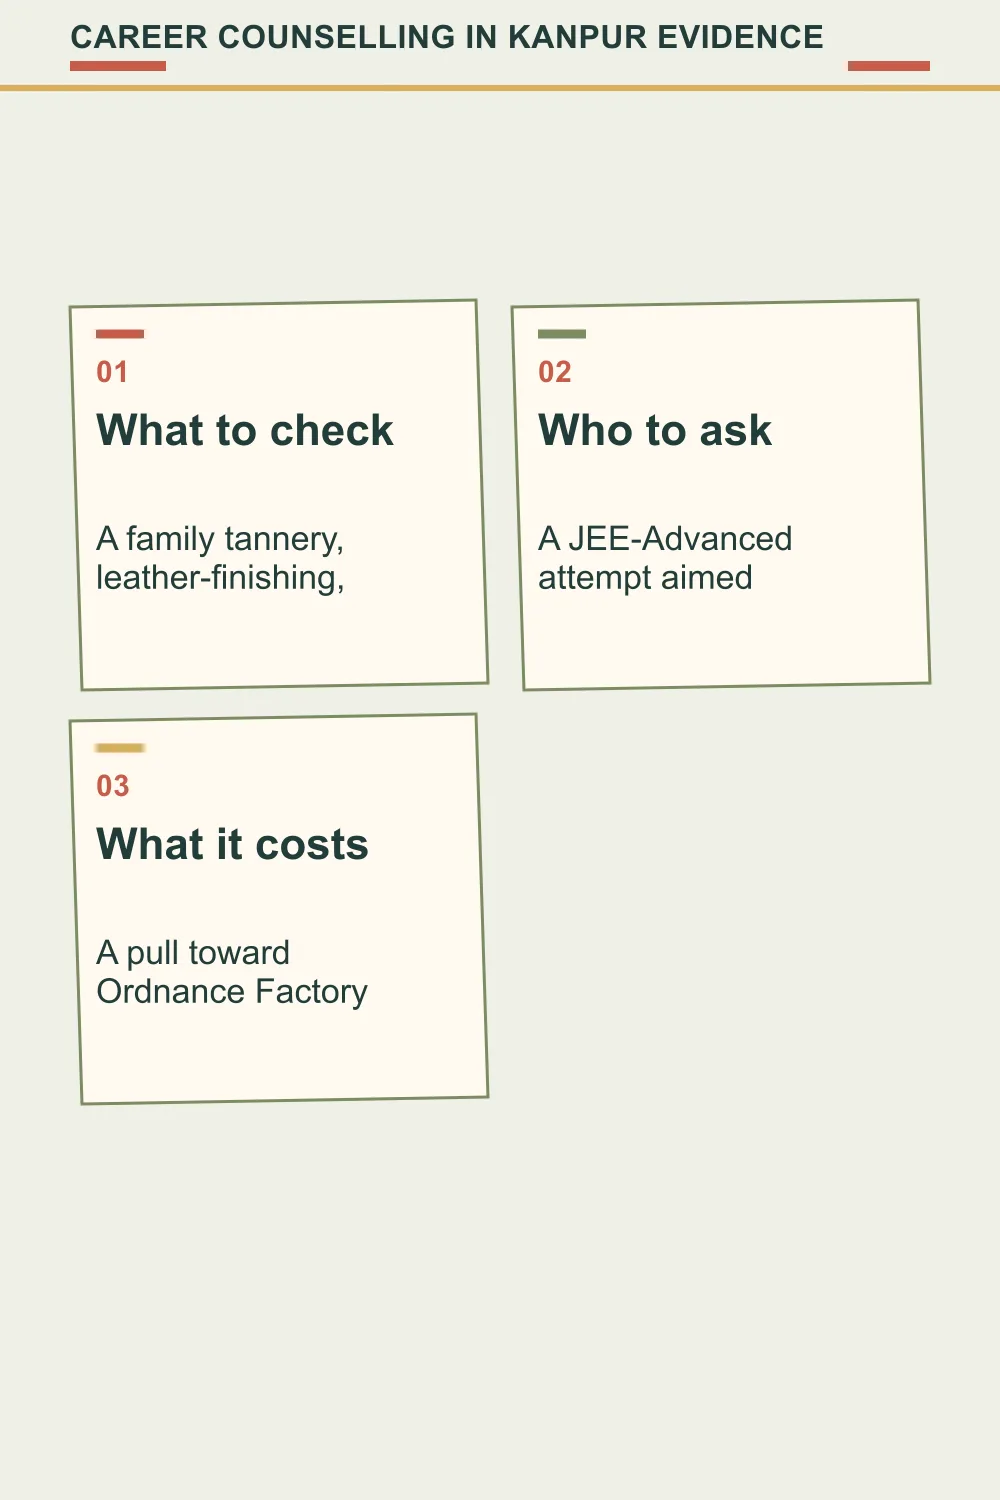 CAREER COUNSELLING IN KANPUR EVIDENCE
01
What to check
A family tannery,
leather-finishing,
02
Who to ask
A JEE-Advanced
attempt aimed
03
What it costs
A pull toward
Ordnance Factory